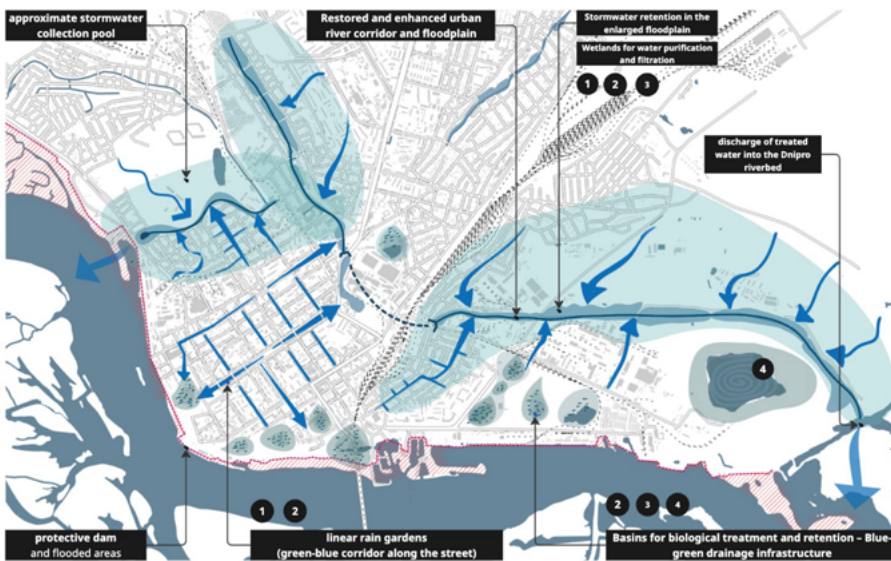 approximate stormwater
collection pool
Restored and enhanced urban
river corridor and floodplain
Stormwater retention in the
enlarged floodplain
Wetlands for water purification
and filtration
1 2 3
discharge of treated
water into the Dnipro
riverbed
4
1 2
2 3 4
protective dam
and flooded areas
linear rain gardens
(green-blue corridor along the street)
Basins for biological treatment and retention – Blue-
green drainage infrastructure